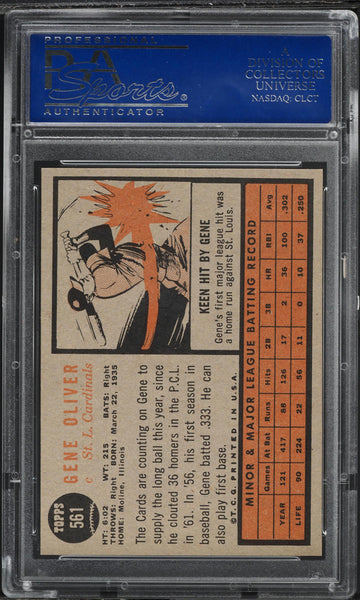 PROFESSIONAL
PSA
Sports
AUTHENTICATOR
A
DIVISION OF
COLLECTORS
UNIVERSE
NASDAQ: CLCT
TOPPS
561
GENE OLIVER
C St. L. Cardinals
HT: 6:02 WT: 215 BATS: Right
THROWS: Right BORN: March 22, 1935
HOME: Moline, Illinois
The Cards are counting on Gene to
supply the long ball this year, since
he clouted 36 homers in the P.C.L.
in '61. In '56, his first season in
baseball, Gene batted .333. He can
also play first base.
©T.C.G. PRINTED IN U.S.A.
KEEN HIT BY GENE
Gene's first major league hit was
a home run against St. Louis.
MINOR & MAJOR LEAGUE BATTING RECORD
Games At Bat Runs Hits 2B 3B HR RBI Avg
YEAR 121 417 88 126 16 2 36 100 .302
LIFE 90 224 22 56 11 0 10 37 .250